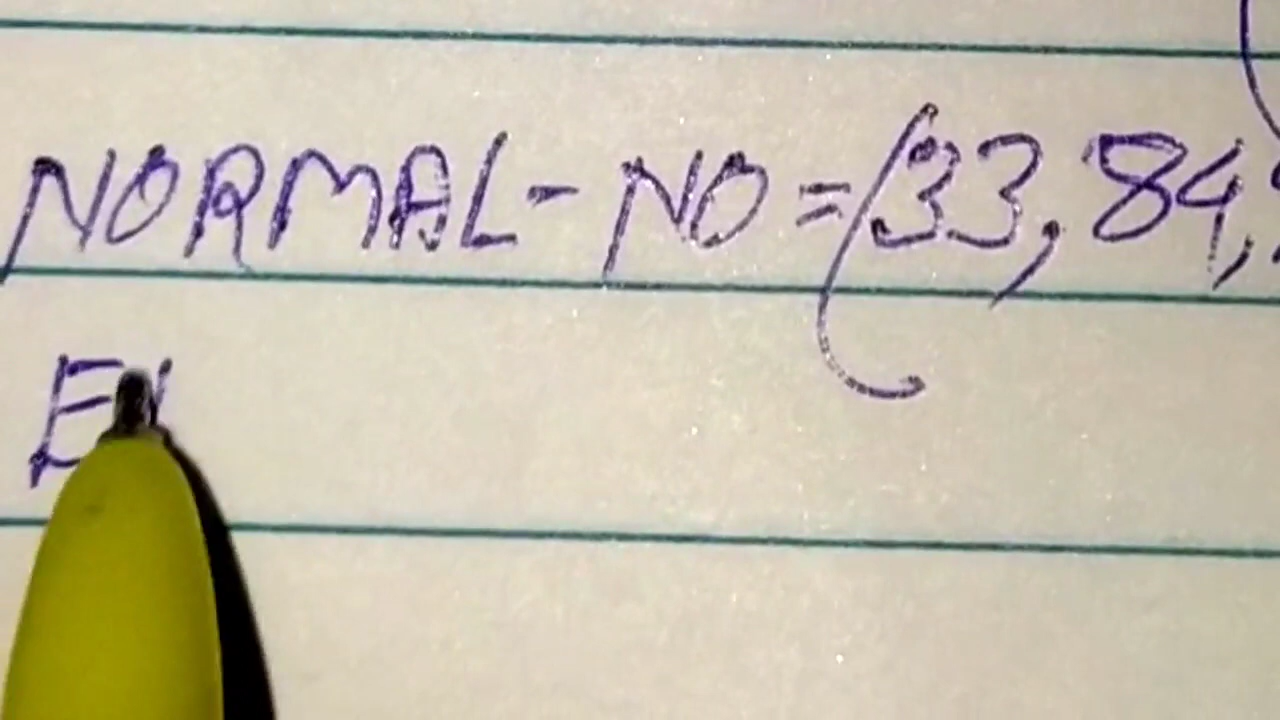 NORMAL- NO = (33, 84,